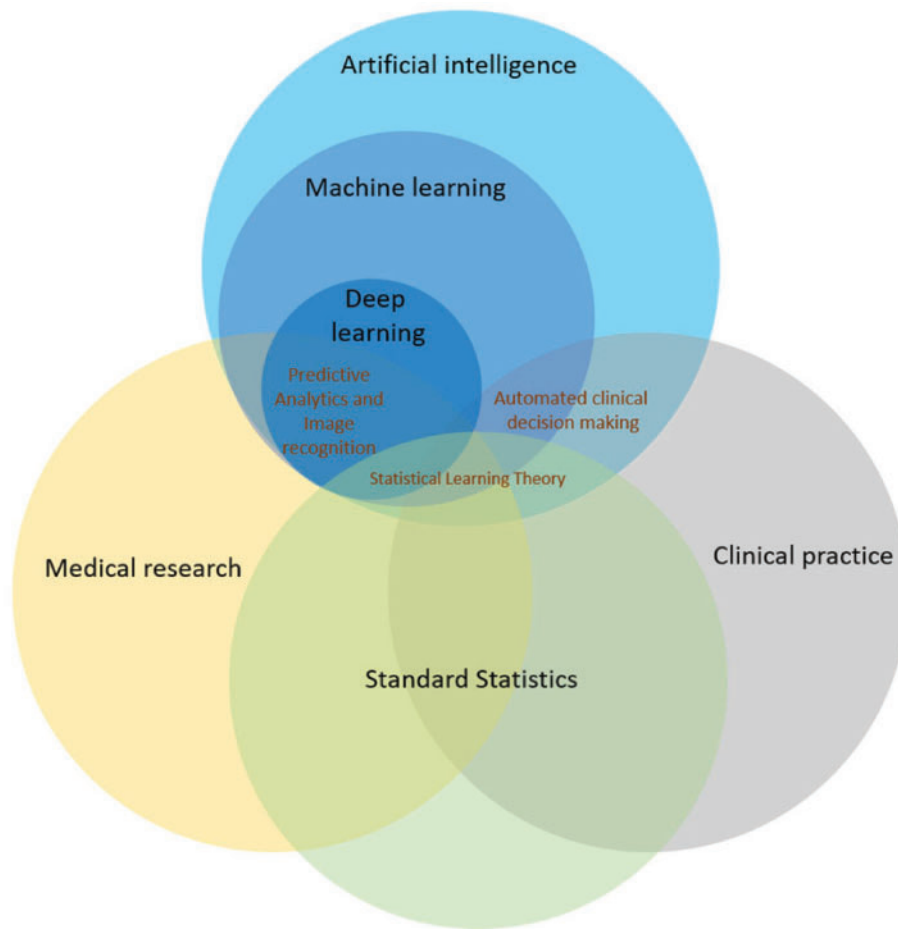 Artificial intelligence
Machine learning
Deep
learning
Predictive
Analytics and
Image
recognition
Automated clinical
decision making
Statistical Learning Theory
Medical research
Clinical practice
Standard Statistics